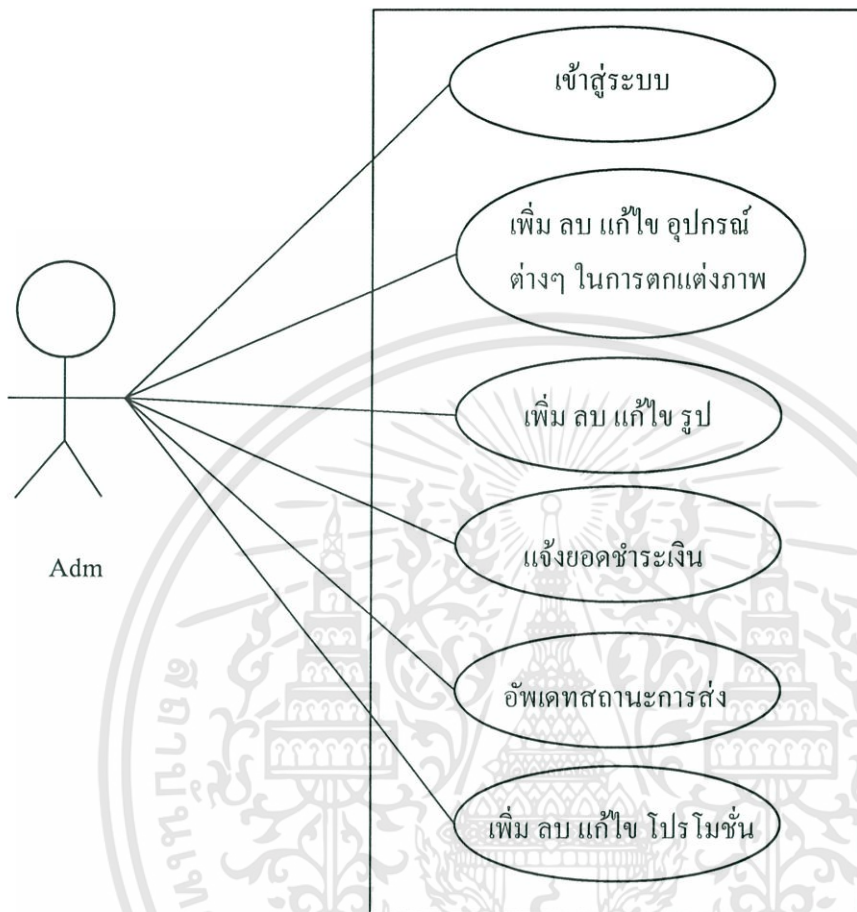 เข้าสู่ระบบ
เพิ่ม ลบ แก้ไข อุปกรณ์
ต่างๆ ในการตกแต่งภาพ
เพิ่ม ลบ แก้ไข รูป
แจ้งยอดชำระเงิน
Adm
อัพเดทสถานะการส่ง
เพิ่ม ลบ แก้ไข โปรโมชั่น